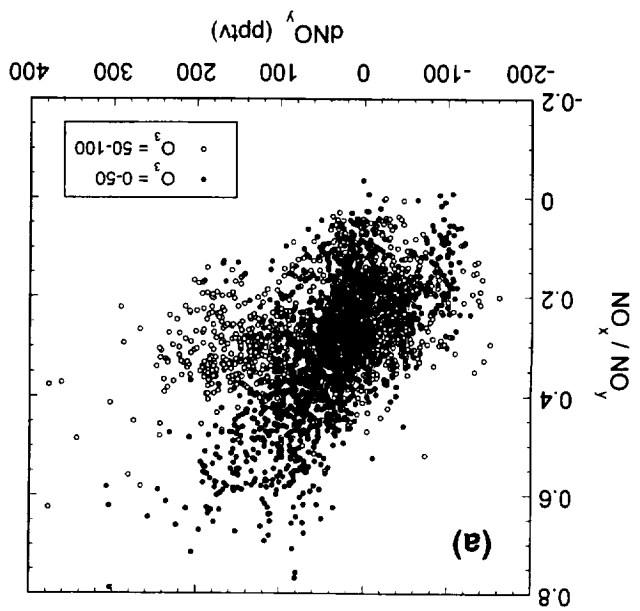 (a)
0.8
0.6
0.4
0.2
0
-0.2
NOx / NOy
-200 -100 0 100 200 300 400
dNOy (pptv)
• O3 = 0-50
○ O3 = 50-100